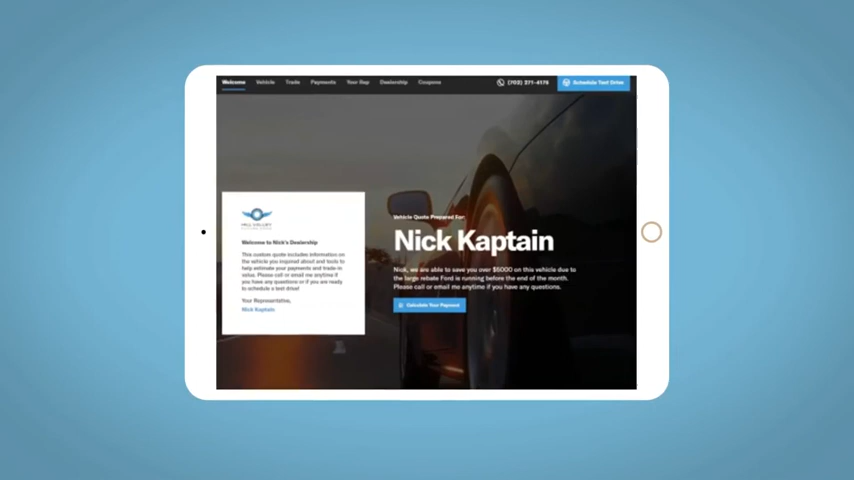 Welcome Vehicle Trade Payments Your Rep Dealership Coupons (702) 271-4176 Schedule Test Drive
Vehicle Quote Prepared For:
Nick Kaptain
Nick, we are able to save you over $6000 on this vehicle due to
the large rebate Ford is running before the end of the month.
Please call or email me anytime if you have any questions.
Calculate Your Payment
HILL VALLEY
Welcome to Nick's Dealership
This custom quote includes information on
the vehicle you inquired about and tools to
help estimate your payments and trade-in
value. Please call or email me anytime if
you have any questions or if you are ready
to schedule a test drive!
Your Representative,
Nick Kaptain